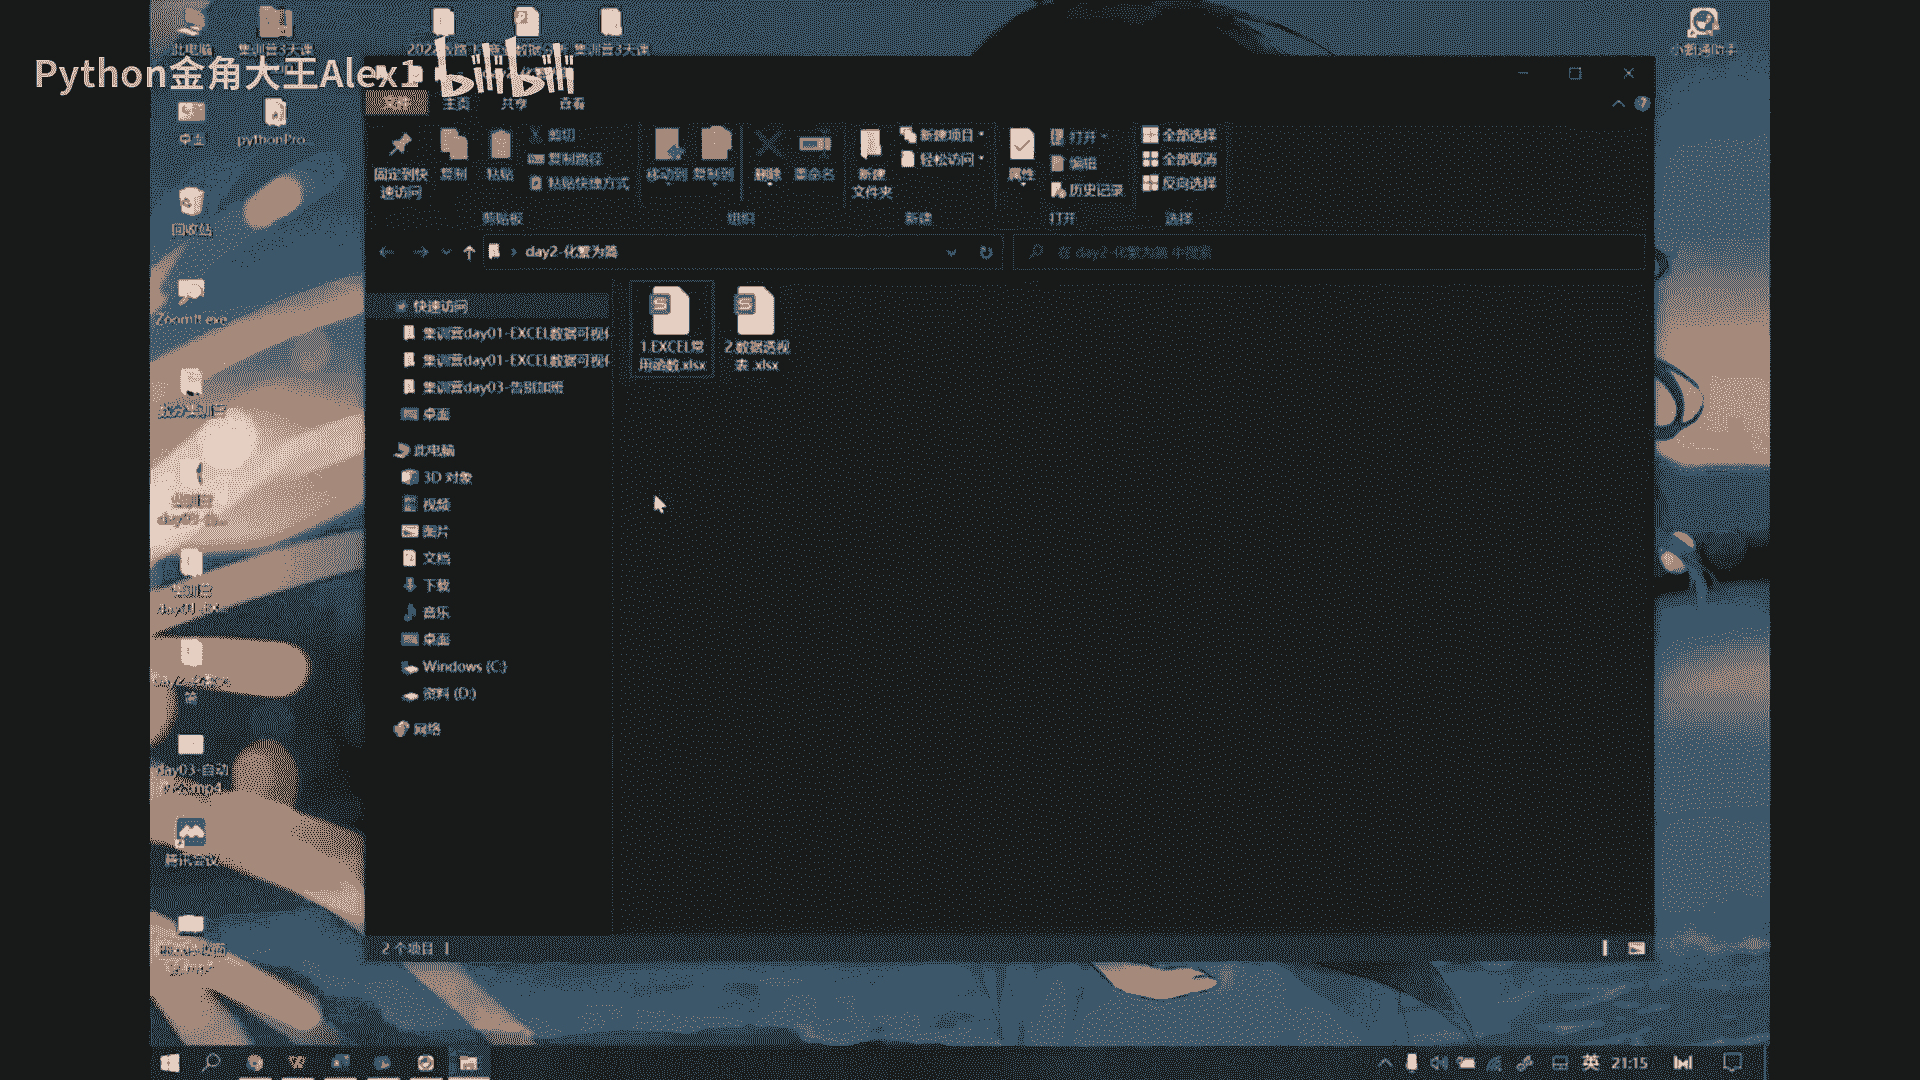 此电脑
集训营3天课
集训营3天课
小鹅通助手
Python金角大王Alex1 bilibili
文件 主页 共享 查看
桌面
pythonPro...
固定到快速访问
复制
粘贴
剪切
复制路径
粘贴快捷方式
移动到
复制到
删除
重命名
新建
文件夹
新建项目
轻松访问
属性
打开
编辑
历史记录
全部选择
全部取消
反向选择
剪贴板
组织
新建
打开
选择
day2-化繁为简
在 day2-化繁为简 中搜索
回收站
ZoomIt.exe
快速访问
集训营day01-EXCEL数据可视化
集训营day01-EXCEL数据可视化
集训营day03-告别加班
桌面
此电脑
3D 对象
视频
图片
文档
下载
音乐
桌面
Windows (C:)
资料 (D:)
网络
1.EXCEL常
用函数.xlsx
2.数据透视
表 .xlsx
day03-自动
腾讯会议
2 个项目
英
21:15